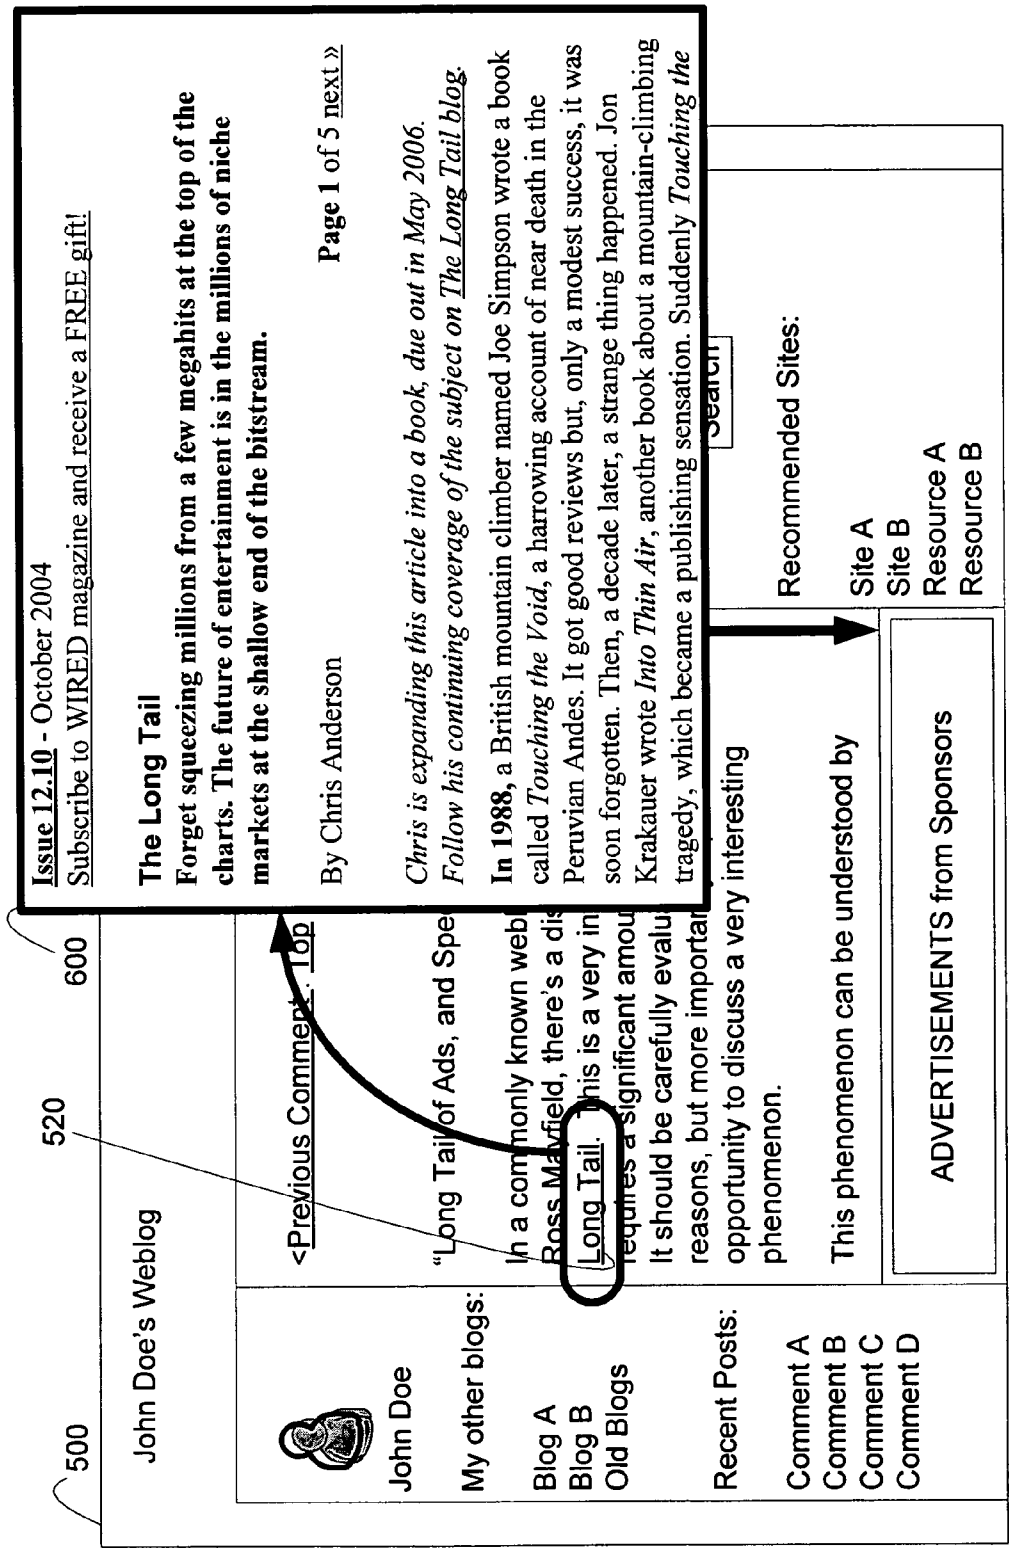 500
520
600
John Doe's Weblog
John Doe
My other blogs:
Blog A
Blog B
Old Blogs
Recent Posts:
Comment A
Comment B
Comment C
Comment D
<Previous Comment . Top
"Long Tail of Ads, and Spe
In a commonly known web
Ross Mayfield, there's a dis
Long Tail. This is a very in
requires a significant amou
It should be carefully evalu
reasons, but more importan
opportunity to discuss a very interesting
phenomenon.
This phenomenon can be understood by
ADVERTISEMENTS from Sponsors
Issue 12.10 - October 2004
Subscribe to WIRED magazine and receive a FREE gift!
The Long Tail
Forget squeezing millions from a few megahits at the top of the
charts. The future of entertainment is in the millions of niche
markets at the shallow end of the bitstream.
By Chris Anderson
Page 1 of 5 next »
Chris is expanding this article into a book, due out in May 2006.
Follow his continuing coverage of the subject on The Long Tail blog.
In 1988, a British mountain climber named Joe Simpson wrote a book
called Touching the Void, a harrowing account of near death in the
Peruvian Andes. It got good reviews but, only a modest success, it was
soon forgotten. Then, a decade later, a strange thing happened. Jon
Krakauer wrote Into Thin Air, another book about a mountain-climbing
tragedy, which became a publishing sensation. Suddenly Touching the
Search
Recommended Sites:
Site A
Site B
Resource A
Resource B